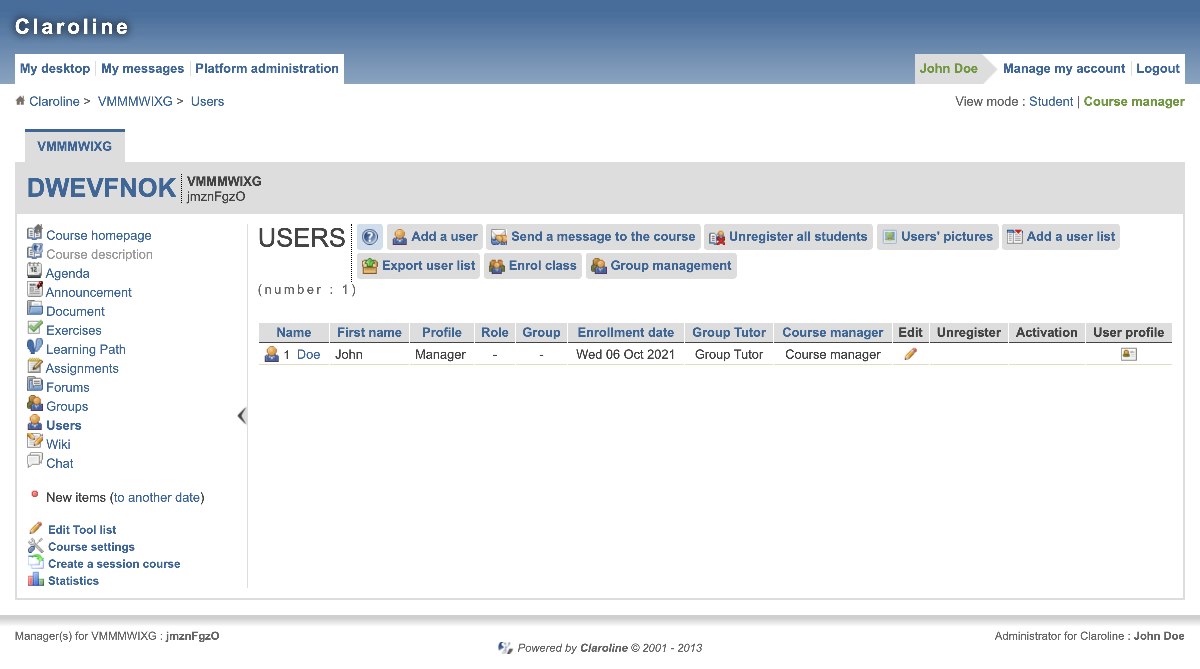 Claroline
My desktop My messages Platform administration
John Doe Manage my account Logout
Claroline > VMMMWIXG > Users
View mode : Student | Course manager
VMMMWIXG
DWEVFNOK
VMMMWIXG
jmznFgzO
Course homepage
Course description
Agenda
Announcement
Document
Exercises
Learning Path
Assignments
Forums
Groups
Users
Wiki
Chat
New items (to another date)
Edit Tool list
Course settings
Create a session course
Statistics
USERS
Add a user Send a message to the course Unregister all students Users' pictures Add a user list
Export user list Enrol class Group management
(number : 1)
Name First name Profile Role Group Enrollment date Group Tutor Course manager Edit Unregister Activation User profile
1 Doe John Manager - - Wed 06 Oct 2021 Group Tutor Course manager
Manager(s) for VMMMWIXG : jmznFgzO
Powered by Claroline © 2001 - 2013
Administrator for Claroline : John Doe